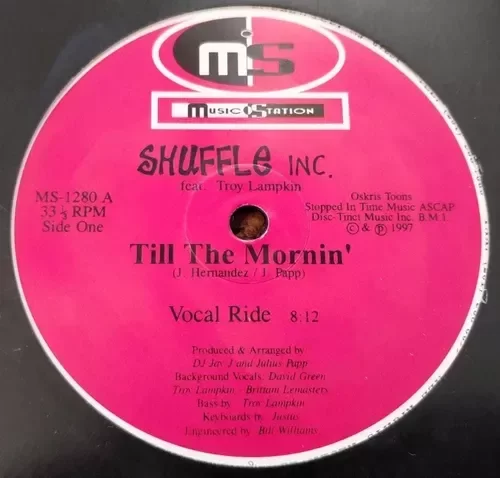 MS
MUSIC STATION
SHUFFLE INC.
feat. Troy Lampkin
MS-1280 A
33 1/3 RPM
Side One
Oskris Toons
Stopped In Time Music ASCAP
Disc-Tinct Music Inc. B.M.I.
© & ℗ 1997
Till The Mornin'
(J. Hernandez / J. Papp)
Vocal Ride 8:12
Produced & Arranged by
DJ Jay J and Julius Papp
Background Vocals: David Green
Troy Lampkin Brittani Lemasters
Bass by Troy Lampkin
Keyboards by
Engineered by Bill Williams